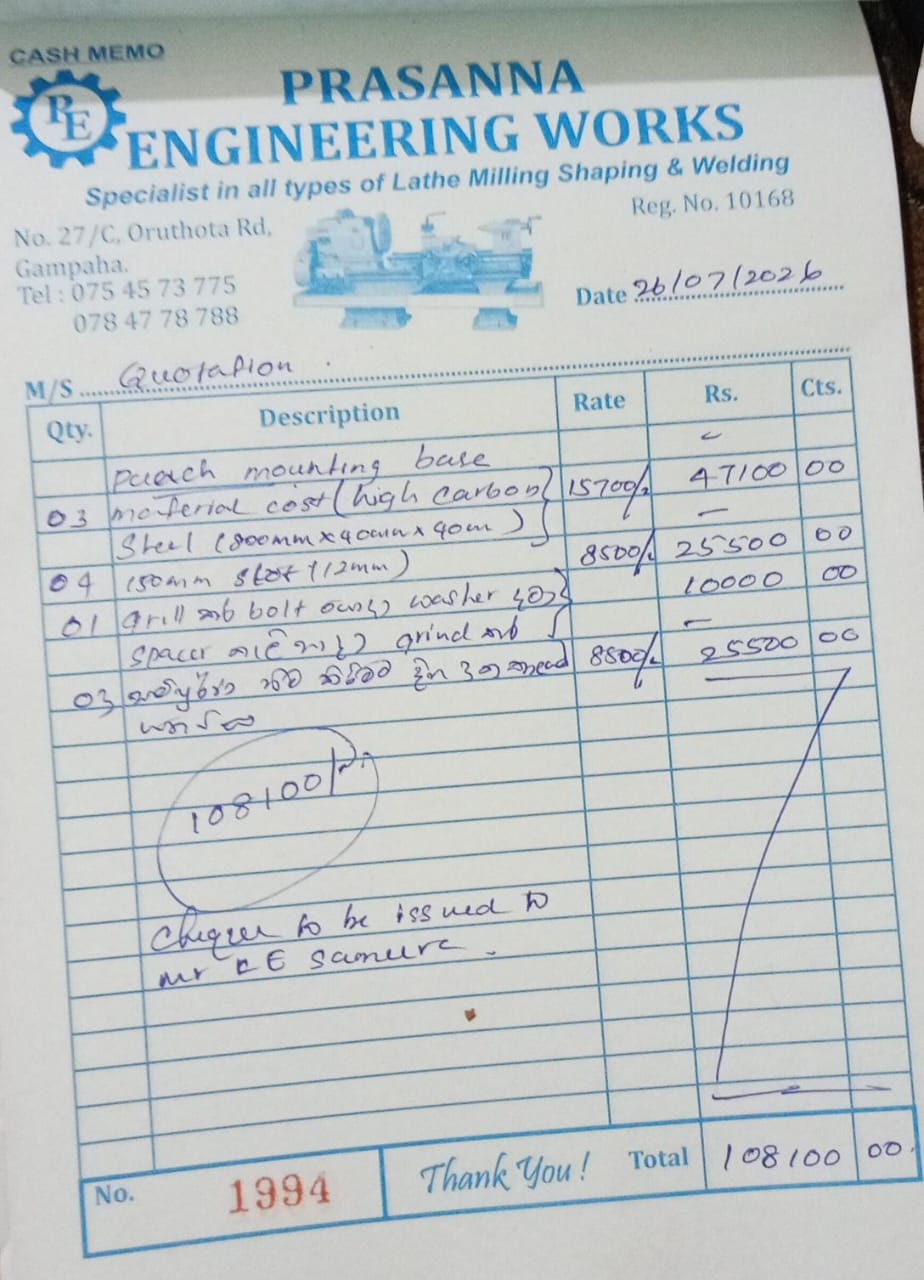 CASH MEMO
PE
PRASANNA
ENGINEERING WORKS
Specialist in all types of Lathe Milling Shaping & Welding
Reg. No. 10168
No. 27/C, Oruthota Rd,
Gampaha.
Tel : 075 45 73 775
078 47 78 788
Date 26/07/2026
M/S Quotation
Qty. Description Rate Rs. Cts.
mounting base
03 material cost (high carbon 15700/- 47100 00
Steel (800mm x 40mm x 40m)
04 150mm slot (12mm) 8500/- 25500 00
01 bolt washer 10000 00
spacer grind
03 8500/- 25500 00
108100/-
Cheque to be issued to
mr
Total 108100 00
No. 1994 Thank You!